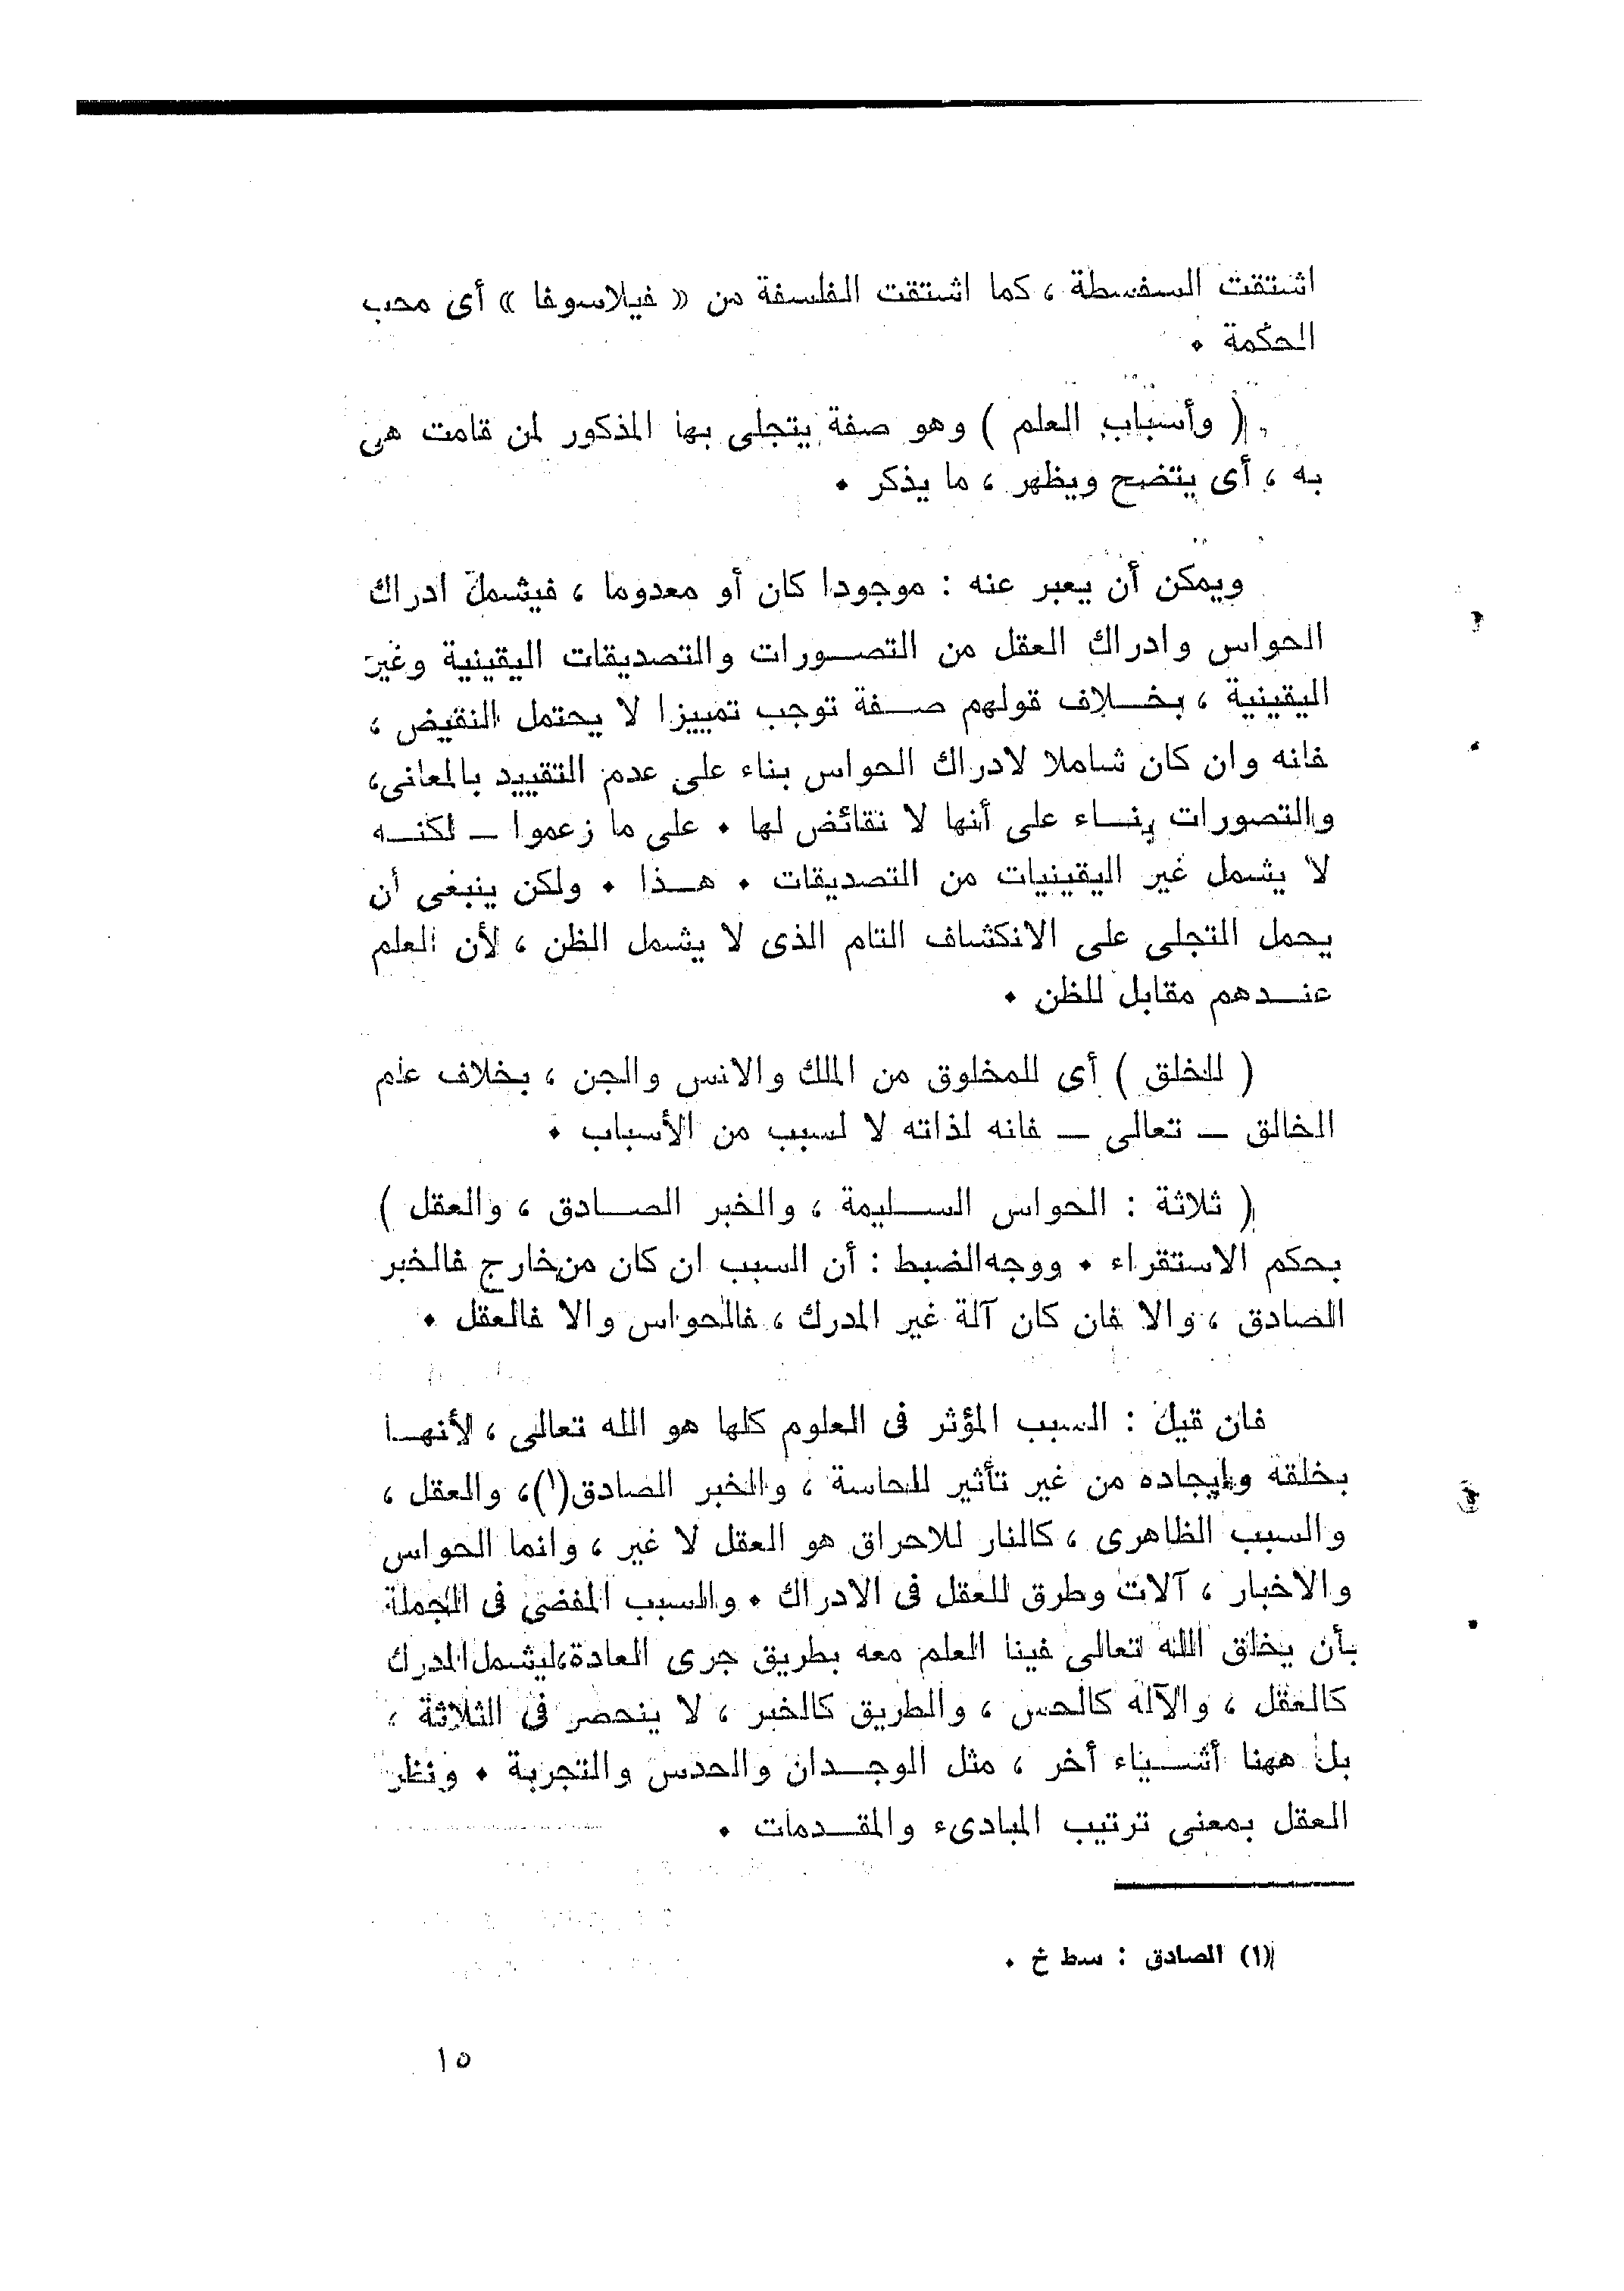 اشتقت السفسطة ، كما اشتقت الفلسفة من « فيلاسوفا » أى محب
الحكمة .
( وأسباب العلم ) وهو صفة يتجلى بها المذكور لمن قامت هى
به ، أى يتضح ويظهر ، ما يذكر .
ويمكن أن يعبر عنه : موجودا كان أو معدوما ، فيشمل ادراك
الحواس وادراك العقل من التصورات والتصديقات اليقينية وغير
اليقينية ، بخلاف قولهم صفة توجب تمييزا لا يحتمل النقيض ،
فانه وان كان شاملا لادراك الحواس بناء على عدم التقييد بالمعانى،
والتصورات بناء على أنها لا نقائض لها . على ما زعموا – لكنه
لا يشمل غير اليقينيات من التصديقات . هذا . ولكن ينبغى أن
يحمل التجلى على الانكشاف التام الذى لا يشمل الظن ، لأن العلم
عندهم مقابل للظن .
( للخلق ) أى للمخلوق من الملك والانس والجن ، بخلاف علم
الخالق – تعالى – فانه لذاته لا لسبب من الأسباب .
( ثلاثة : الحواس السليمة ، والخبر الصادق ، والعقل )
بحكم الاستقراء . ووجه الضبط : أن السبب ان كان من خارج فالخبر
الصادق ، والا فان كان آلة غير المدرك ، فالحواس والا فالعقل .
فان قيل : السبب المؤثر فى العلوم كلها هو الله تعالى ، لأنها
بخلقه وايجاده من غير تأثير للحاسة ، والخبر الصادق(١)، والعقل ،
والسبب الظاهرى ، كالنار للاحراق هو العقل لا غير ، وانما الحواس
والاخبار ، آلات وطرق للعقل فى الادراك . والسبب المفضى فى الجملة
بأن يخلق الله تعالى فينا العلم معه بطريق جرى العادة،ليشمل المدرك
كالعقل ، والآله كالحس ، والطريق كالخبر ، لا ينحصر فى الثلاثة ،
بل ههنا أشياء أخر ، مثل الوجدان والحدس والتجربة . ونظر
العقل بمعنى ترتيب المبادىء والمقدمات .
(١) الصادق : سط خ .
١٥